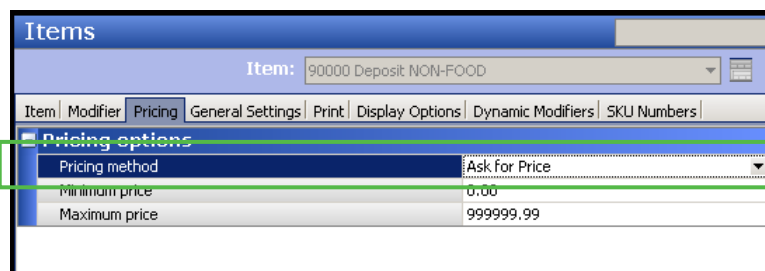 Items
Item: 90000 Deposit NON-FOOD
Item Modifier Pricing General Settings Print Display Options Dynamic Modifiers SKU Numbers
Pricing options
Pricing method Ask for Price
Minimum price 0.00
Maximum price 999999.99